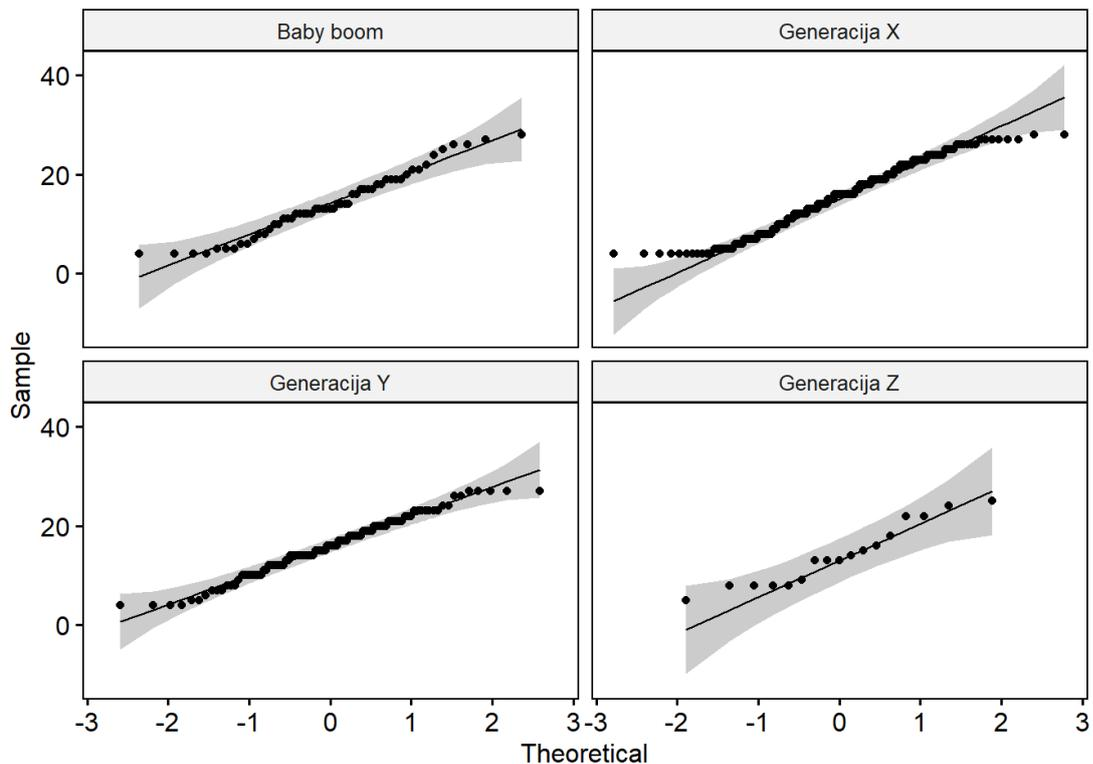 Baby boom
Generacija X
40
20
0
Generacija Y
Generacija Z
40
20
0
-3 -2 -1 0 1 2 3 -3 -2 -1 0 1 2 3
Sample
Theoretical